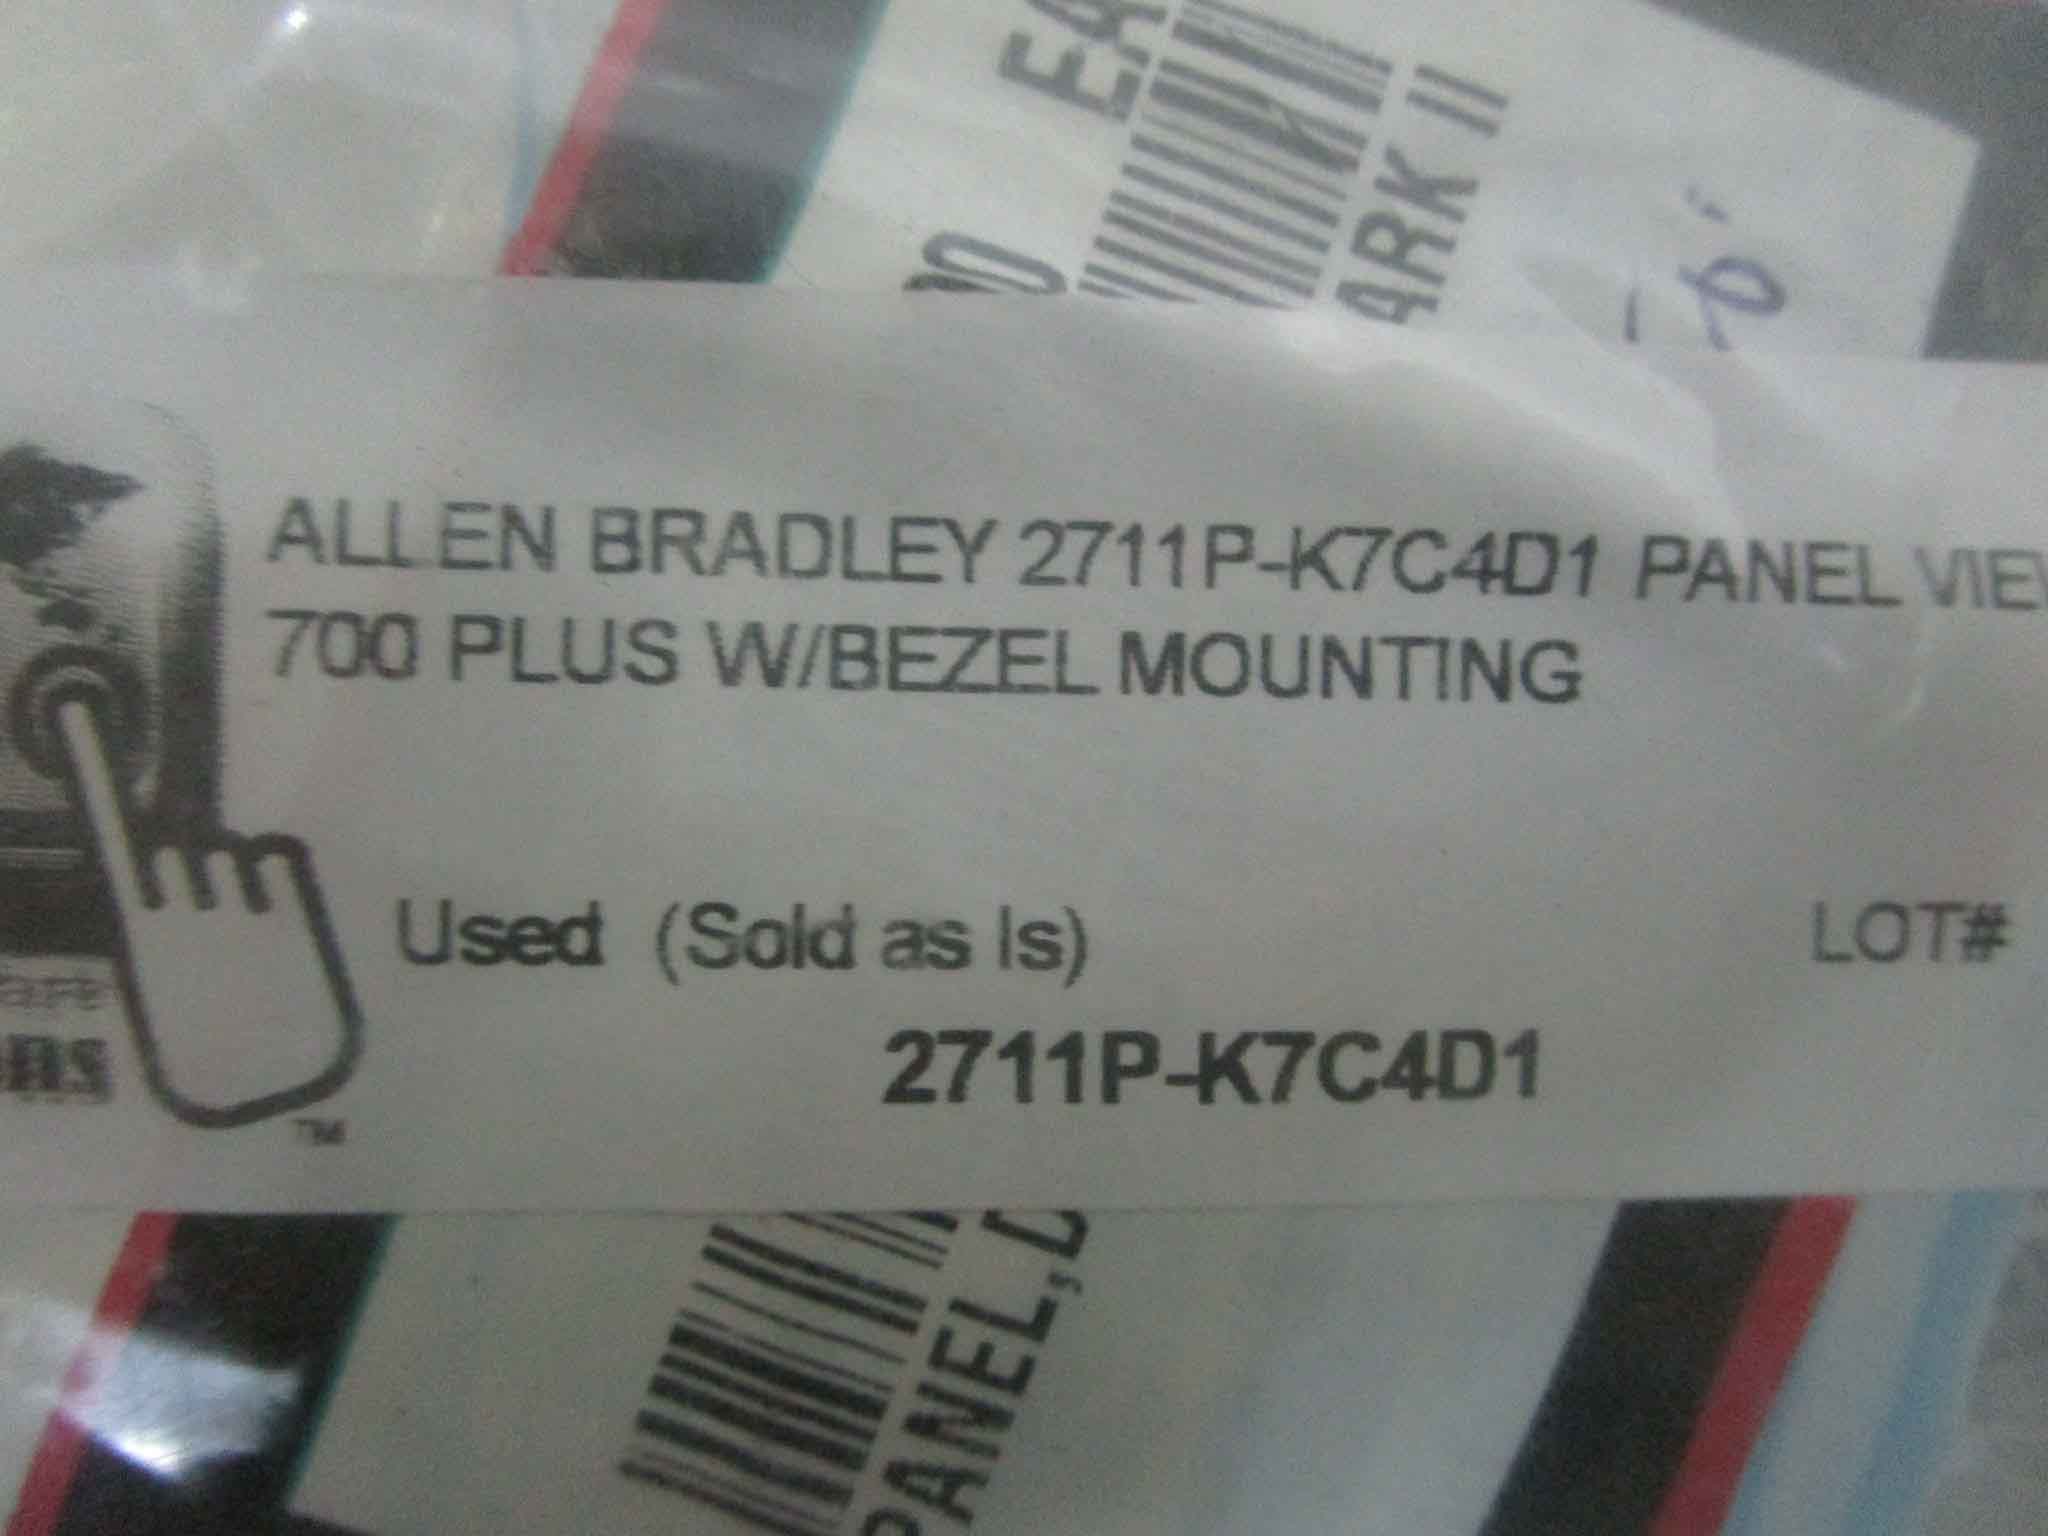 ARK II
ALLEN BRADLEY 2711P-K7C4D1 PANEL VIE
700 PLUS W/BEZEL MOUNTING
Used (Sold as Is)
LOT#
2711P-K7C4D1
TM
PANEL,D